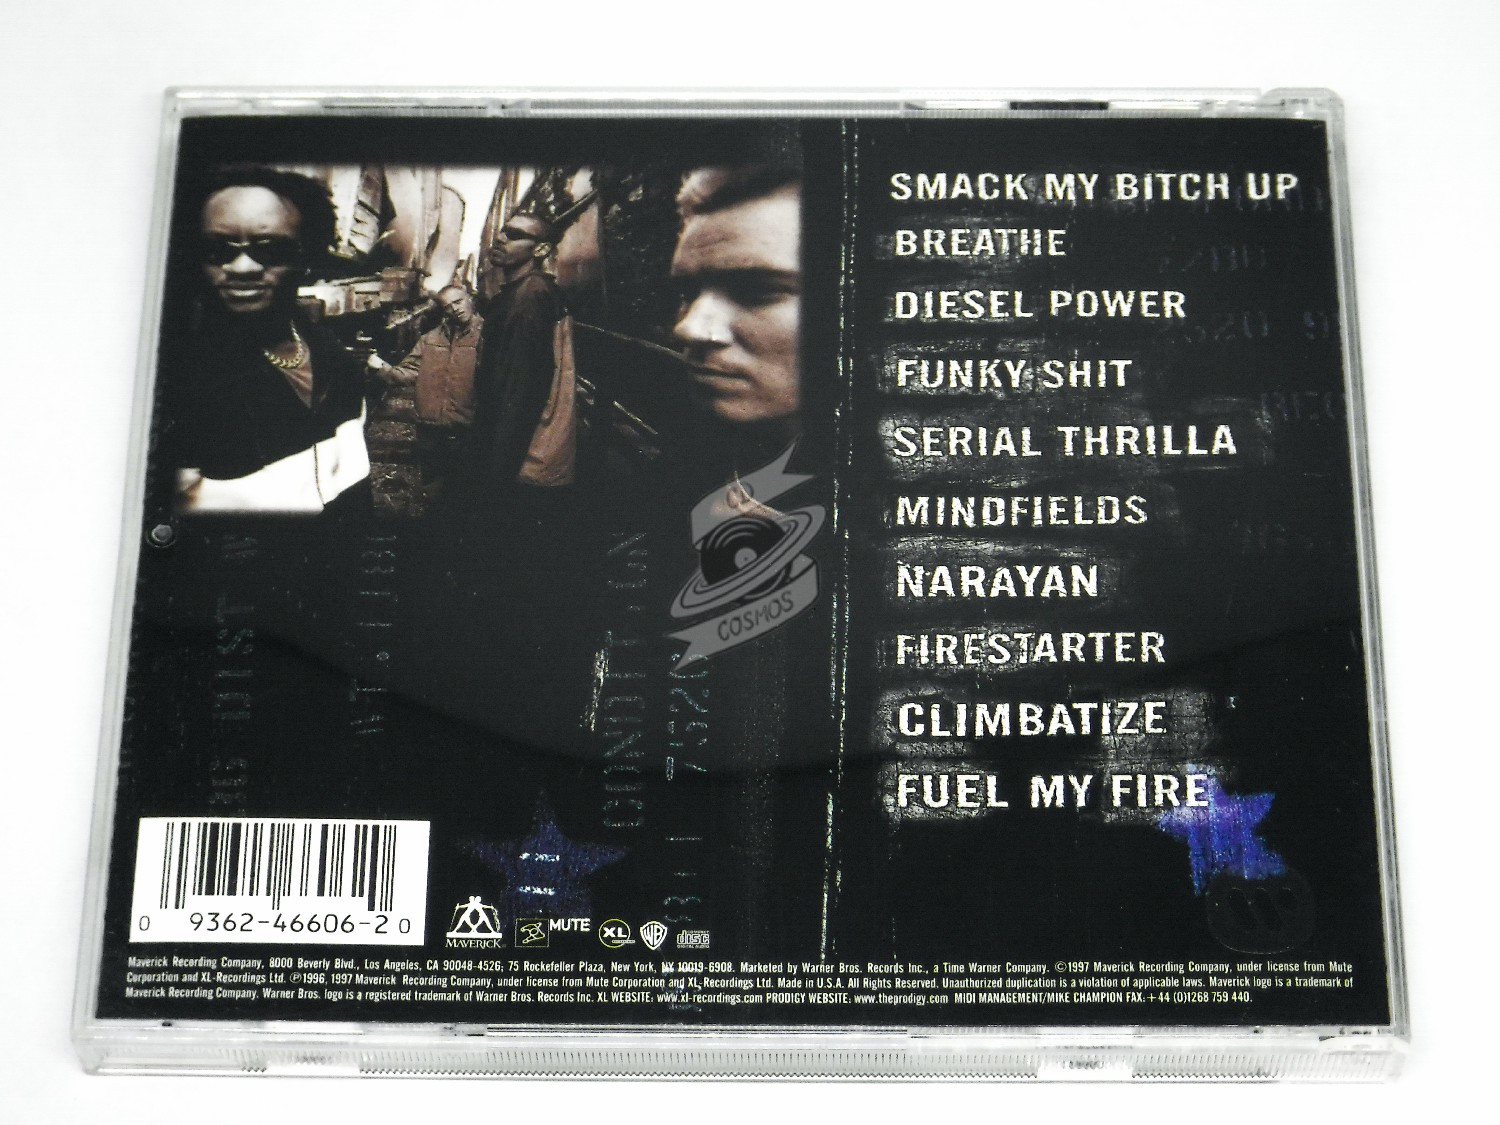 SMACK MY BITCH UP
BREATHE
DIESEL POWER
FUNKY SHIT
SERIAL THRILLA
MINDFIELDS
NARAYAN
FIRESTARTER
CLIMBATIZE
FUEL MY FIRE
COSMOS
0 9362-46606-2 0
MAVERICK
MUTE
XL
WB
COMPACT
disc
DIGITAL AUDIO
Maverick Recording Company, 8000 Beverly Blvd., Los Angeles, CA 90048-4526; 75 Rockefeller Plaza, New York, NY 10019-6908. Marketed by Warner Bros. Records Inc., a Time Warner Company. ©1997 Maverick Recording Company, under license from Mute
Corporation and XL-Recordings Ltd. ℗1996, 1997 Maverick Recording Company, under license from Mute Corporation and XL-Recordings Ltd. Made in U.S.A. All Rights Reserved. Unauthorized duplication is a violation of applicable laws. Maverick logo is a trademark of
Maverick Recording Company. Warner Bros. logo is a registered trademark of Warner Bros. Records Inc. XL WEBSITE: www.xl-recordings.com PRODIGY WEBSITE: www.theprodigy.com MIDI MANAGEMENT/MIKE CHAMPION FAX:+44 (0)1268 759 440.